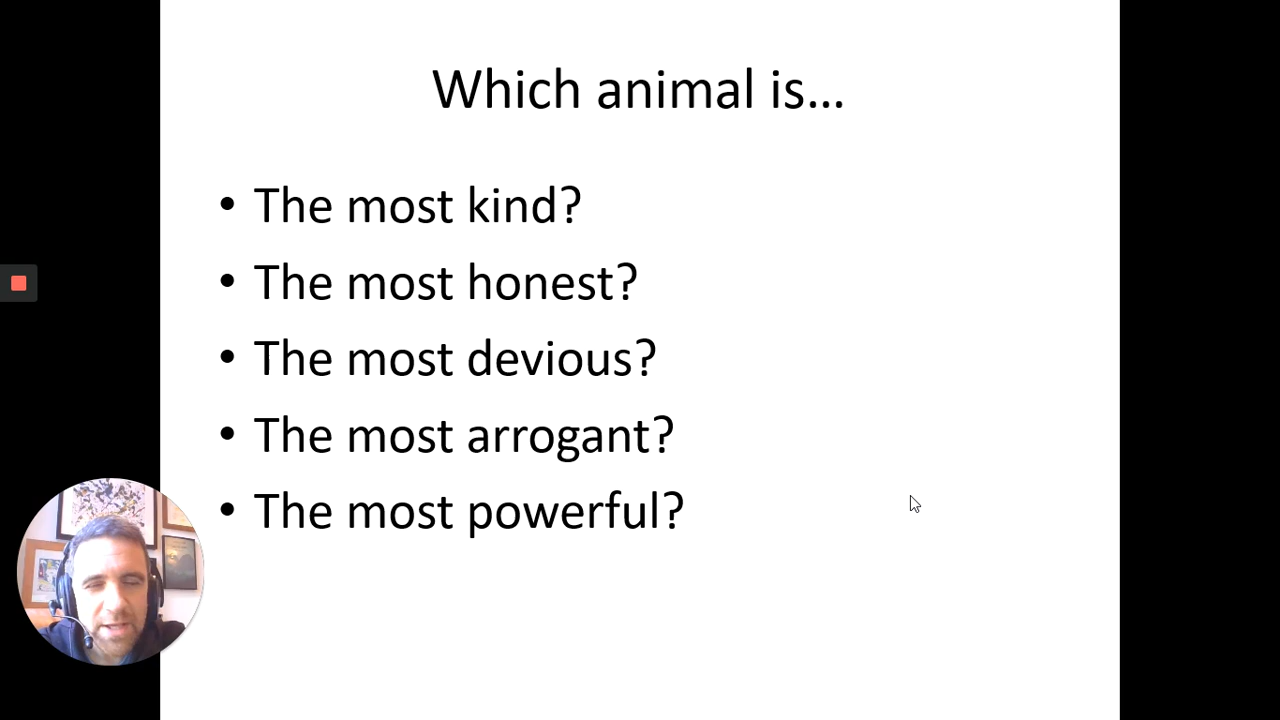 Which animal is...
• The most kind?
• The most honest?
• The most devious?
• The most arrogant?
• The most powerful?